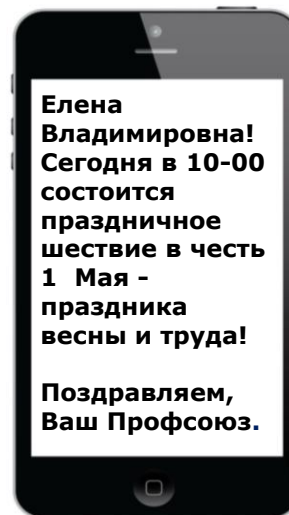 Елена
Владимировна!
Сегодня в 10-00
состоится
праздничное
шествие в честь
1 Мая -
праздника
весны и труда!
Поздравляем,
Ваш Профсоюз.